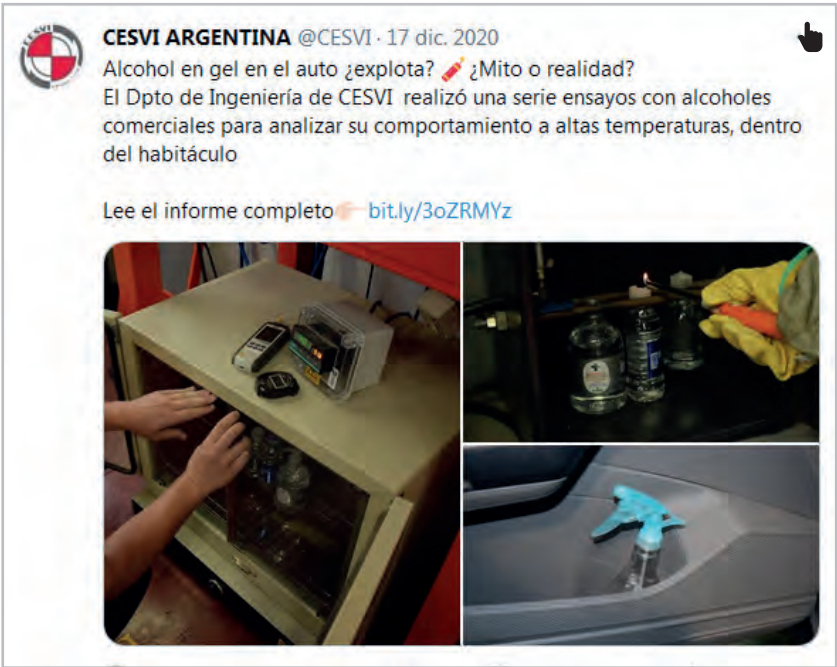 CESVI ARGENTINA @CESVI · 17 dic. 2020
Alcohol en gel en el auto ¿explota? 🧨 ¿Mito o realidad?
El Dpto de Ingeniería de CESVI realizó una serie ensayos con alcoholes
comerciales para analizar su comportamiento a altas temperaturas, dentro
del habitáculo
Lee el informe completo👉🏻 bit.ly/3oZRMYz